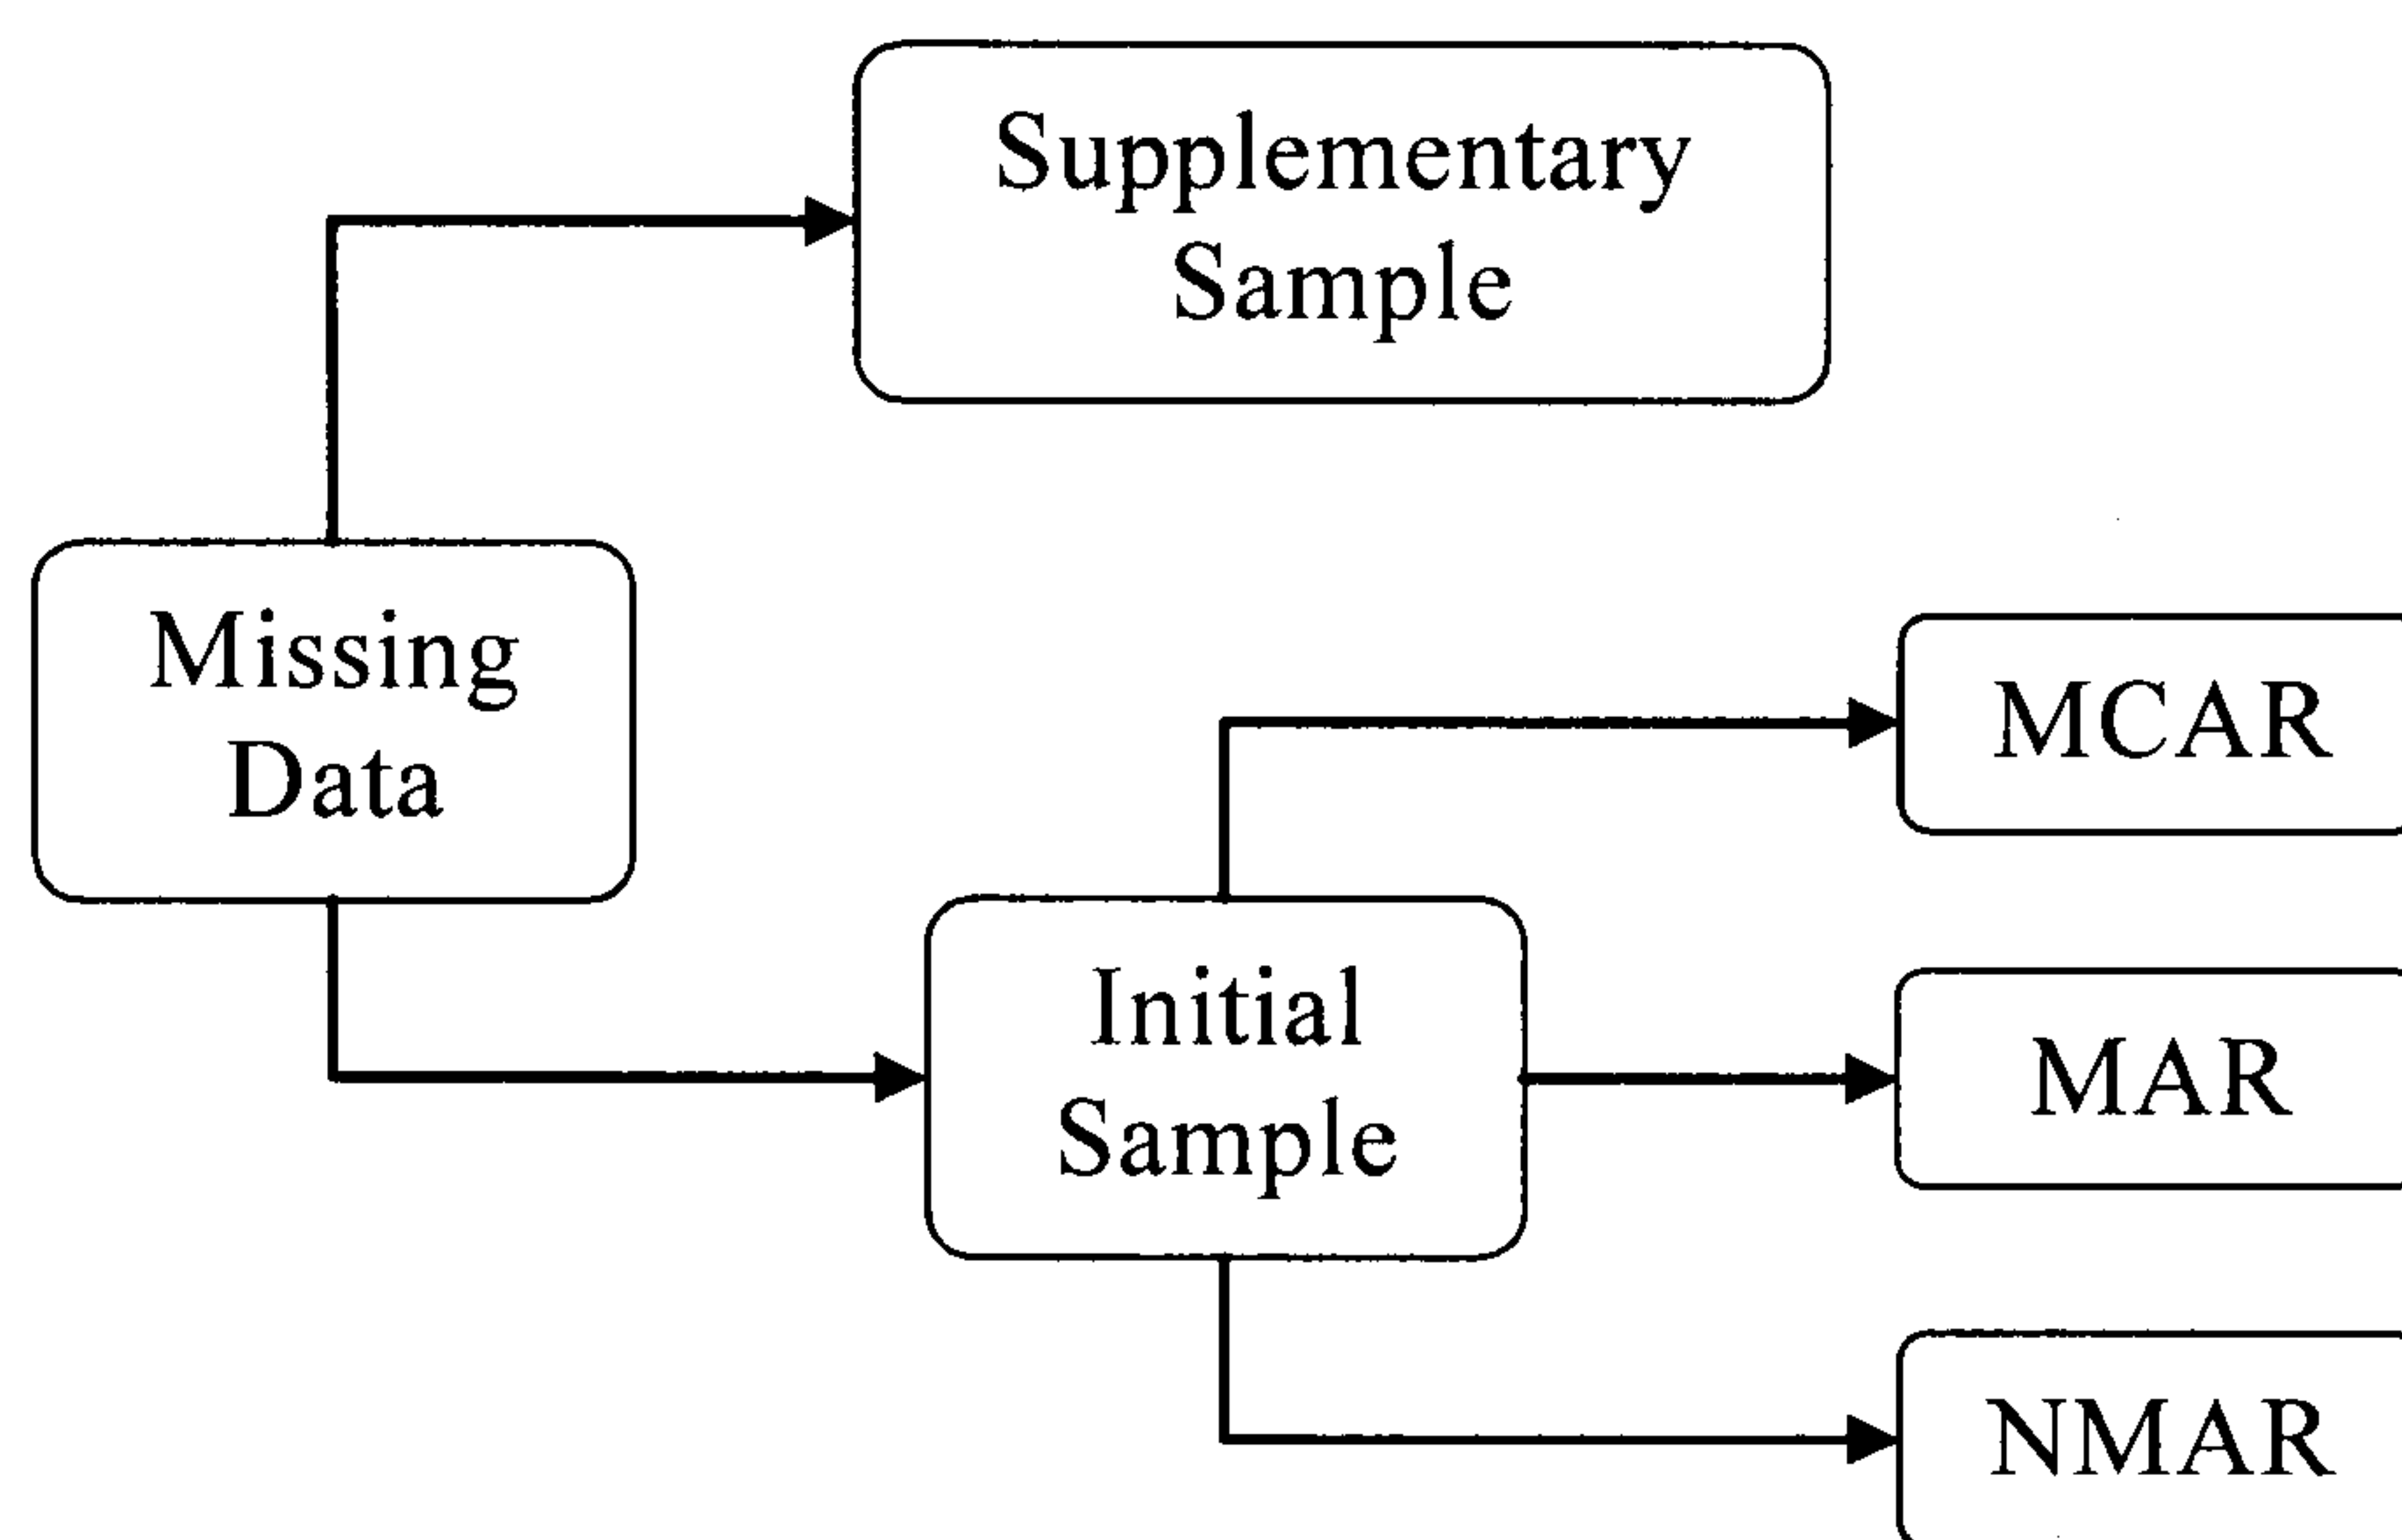 Supplementary
Sample
Missing
Data
MCAR
Initial
Sample
MAR
NMAR